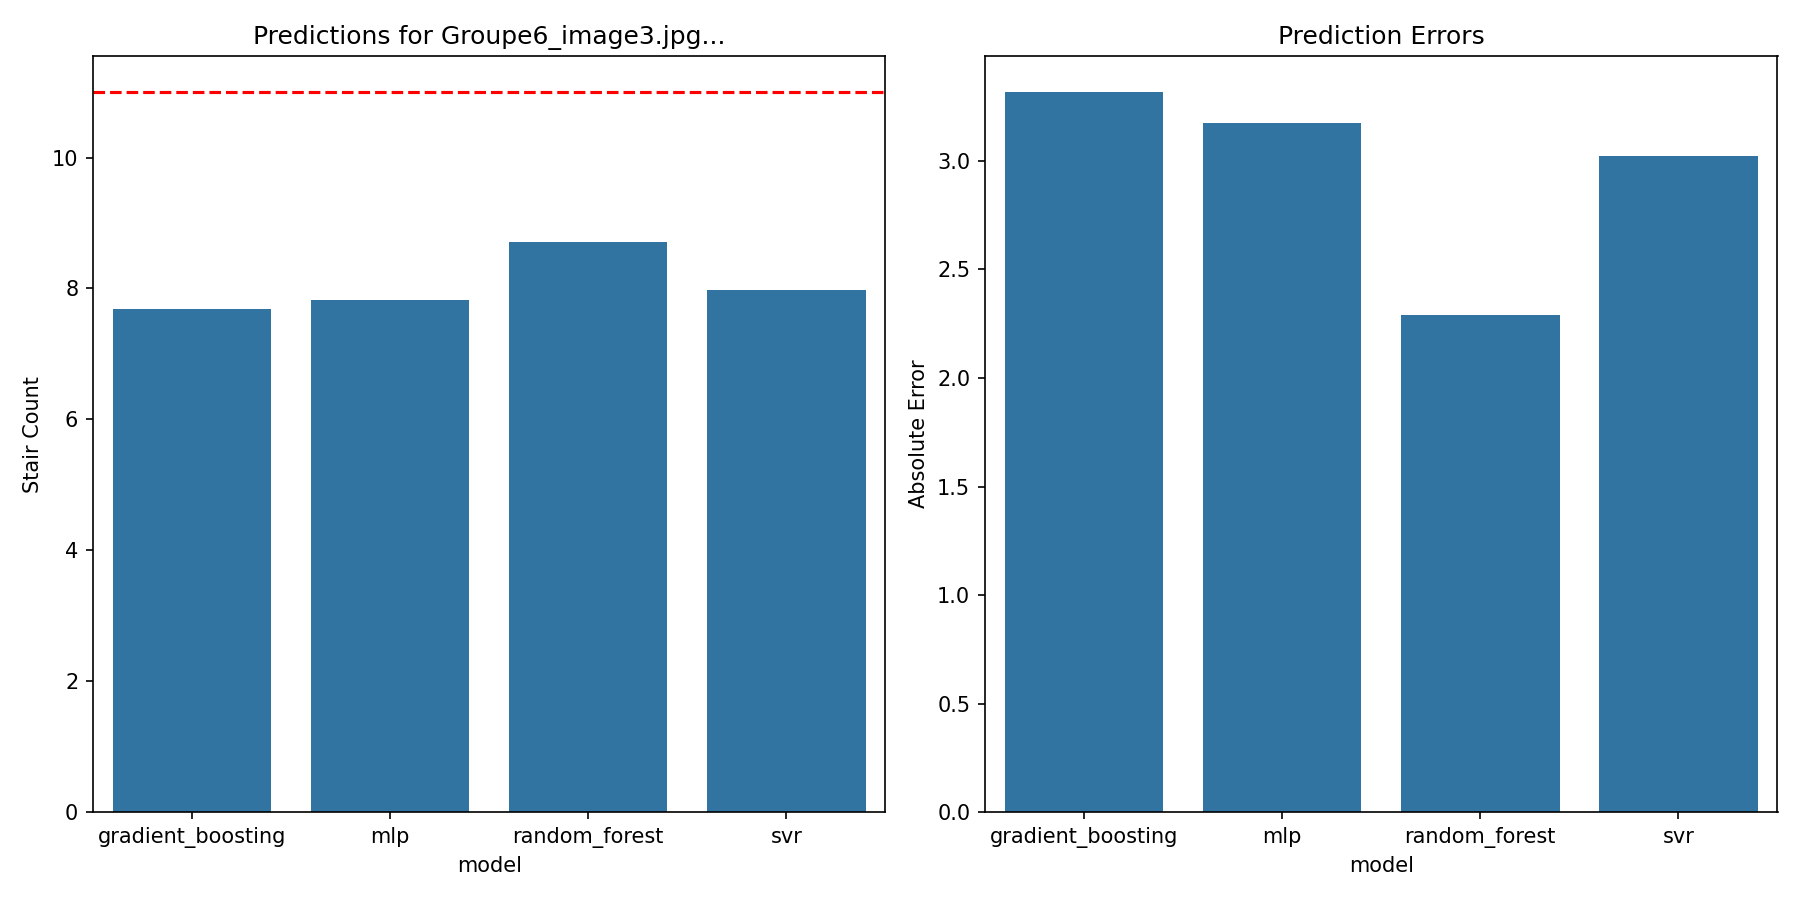 Predictions for Groupe6_image3.jpg...
Stair Count
10
8
6
4
2
0
gradient_boosting mlp random_forest svr
model
Prediction Errors
Absolute Error
3.0
2.5
2.0
1.5
1.0
0.5
0.0
gradient_boosting mlp random_forest svr
model